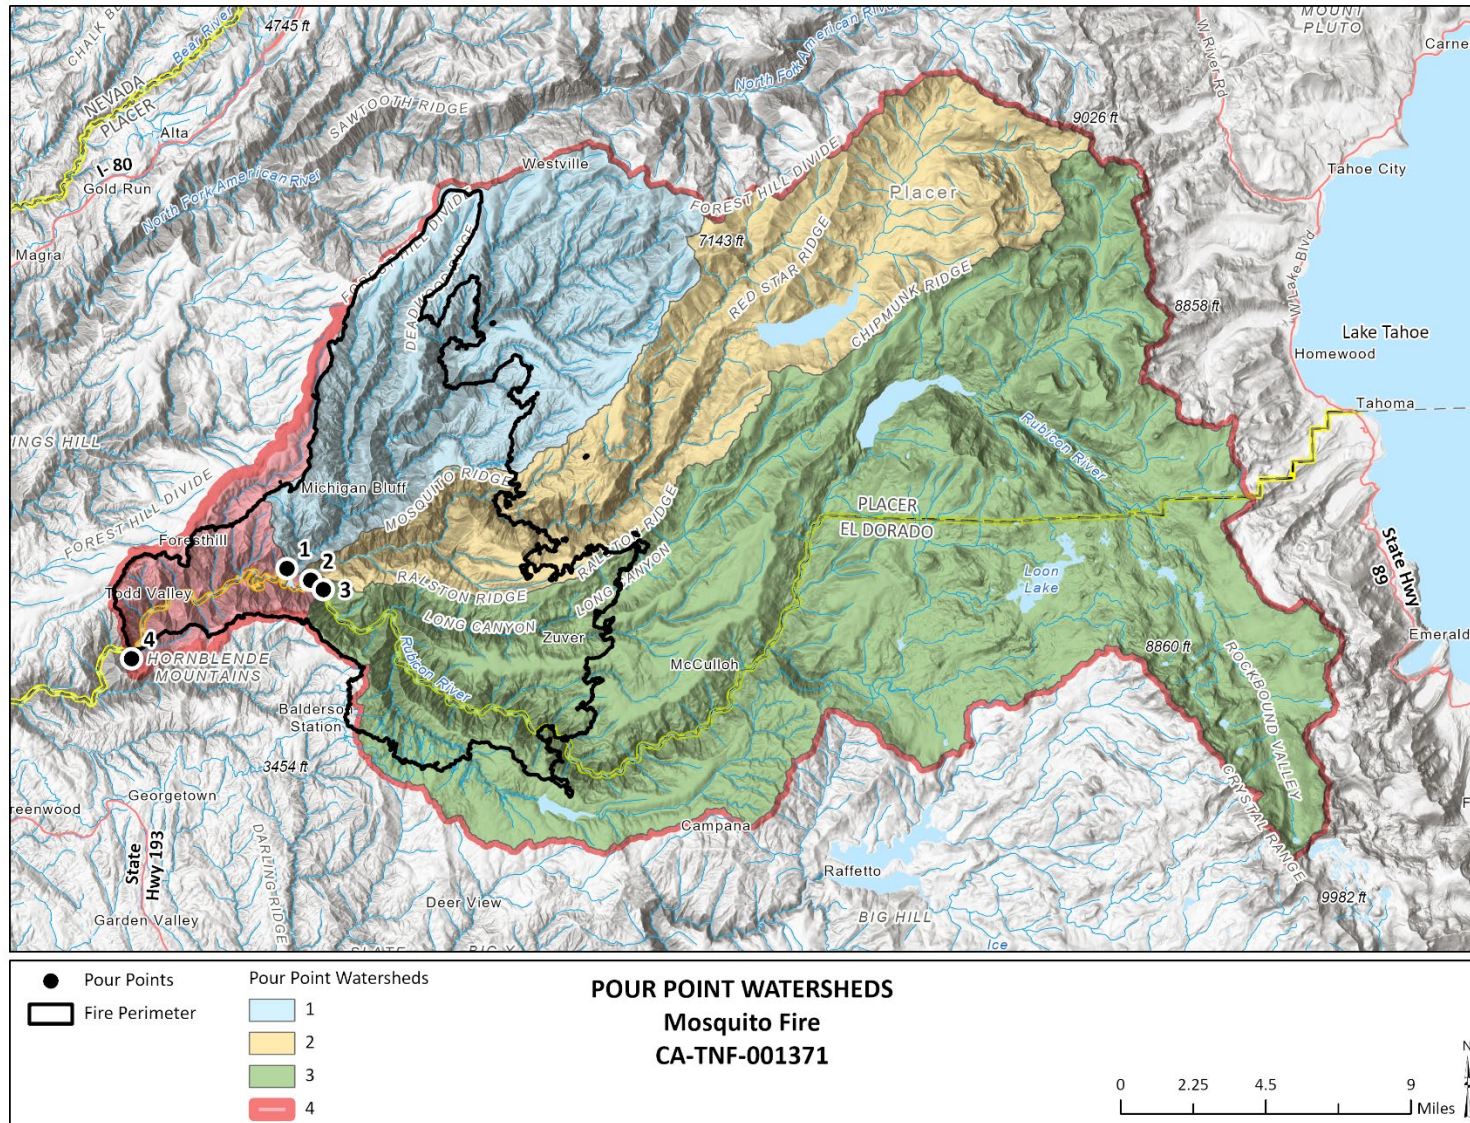 CHALK BE
Bear River
4745 ft
MOUNT
PLUTO
W River Rd
Carne
NEVADA
PLACER
SAWTOOTH RIDGE
North Fork American River
9026 ft
Alta
I- 80
Gold Run
North Fork American River
Westville
FOREST HILL DIVIDE
Placer
Tahoe City
Magra
FOREST HILL DIVIDE
7143 ft
RED STAR RIDGE
DEADWOOD RIDGE
CHIPMUNK RIDGE
8858 ft
W Lake Blvd
Lake Tahoe
Homewood
Tahoma
INGS HILL
Rubicon River
MOSQUITO RIDGE
Michigan Bluff
PLACER
EL DORADO
FOREST HILL DIVIDE
Foresthill
RALSTON RIDGE
State Hwy
89
1
2
3
RALSTON RIDGE
LONG CANYON
Loon
Lake
Todd Valley
LONG CANYON
Zuver
Emerald
4
HORNBLENDE
MOUNTAINS
Rubicon River
McCulloh
8860 ft
ROCKBOUND VALLEY
Balderson
Station
3454 ft
Georgetown
reenwood
CRYSTAL RANGE
F
State
Hwy 193
DARLING RIDGE
Campana
Raffetto
Deer View
9982 ft
Garden Valley
BIG HILL
SLATE
BIG X
Ice
Pour Points
Fire Perimeter
Pour Point Watersheds
1
2
3
4
POUR POINT WATERSHEDS
Mosquito Fire
CA-TNF-001371
N
0 2.25 4.5 9
Miles